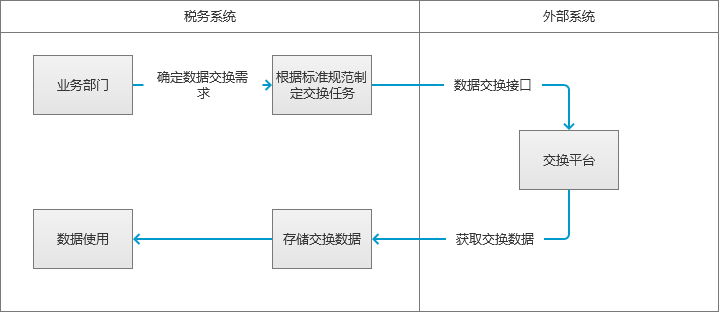 税务系统
外部系统
业务部门
确定数据交换需
求
根据标准规范制
定交换任务
数据交换接口
交换平台
数据使用
存储交换数据
获取交换数据